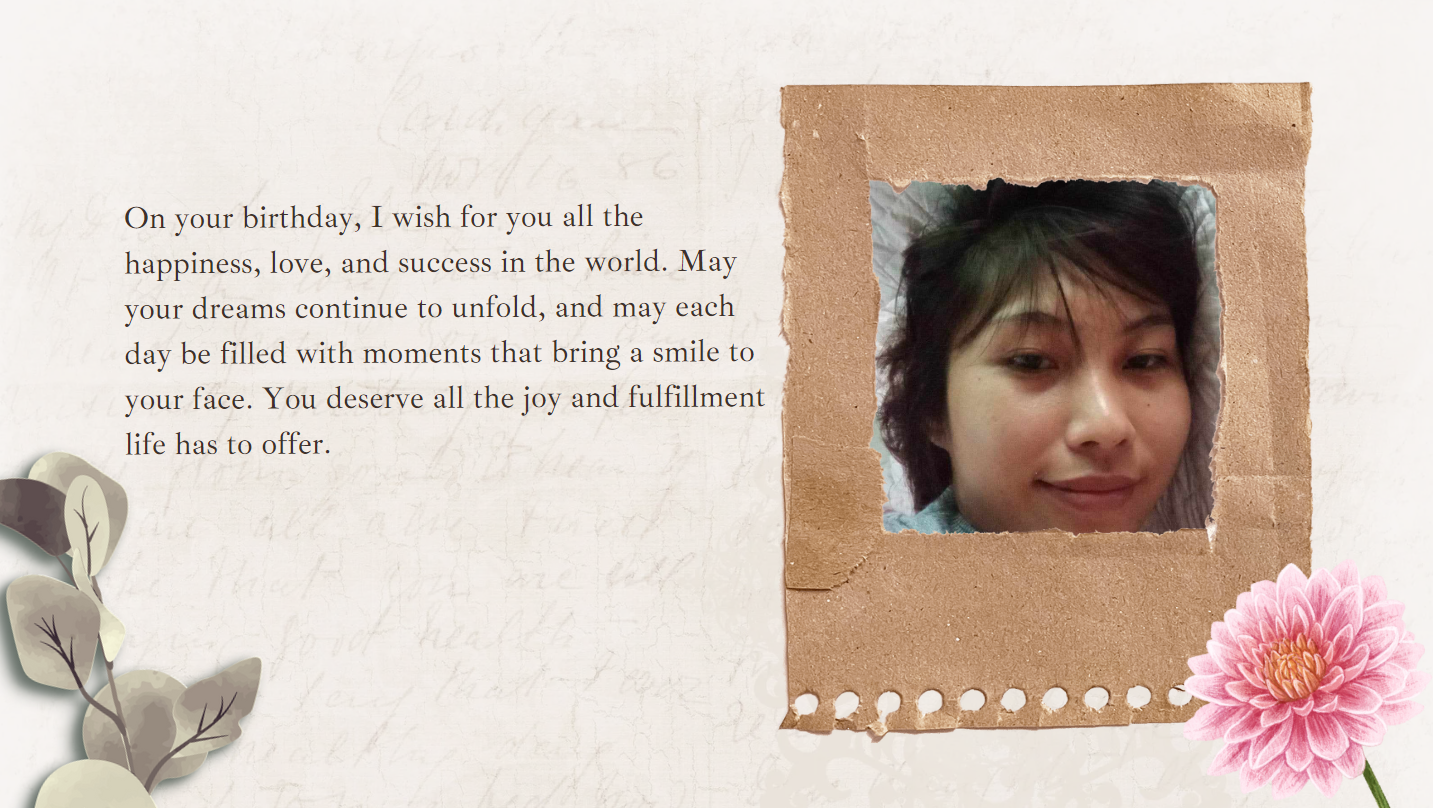 On your birthday, I wish for you all the
happiness, love, and success in the world. May
your dreams continue to unfold, and may each
day be filled with moments that bring a smile to
your face. You deserve all the joy and fulfillment
life has to offer.